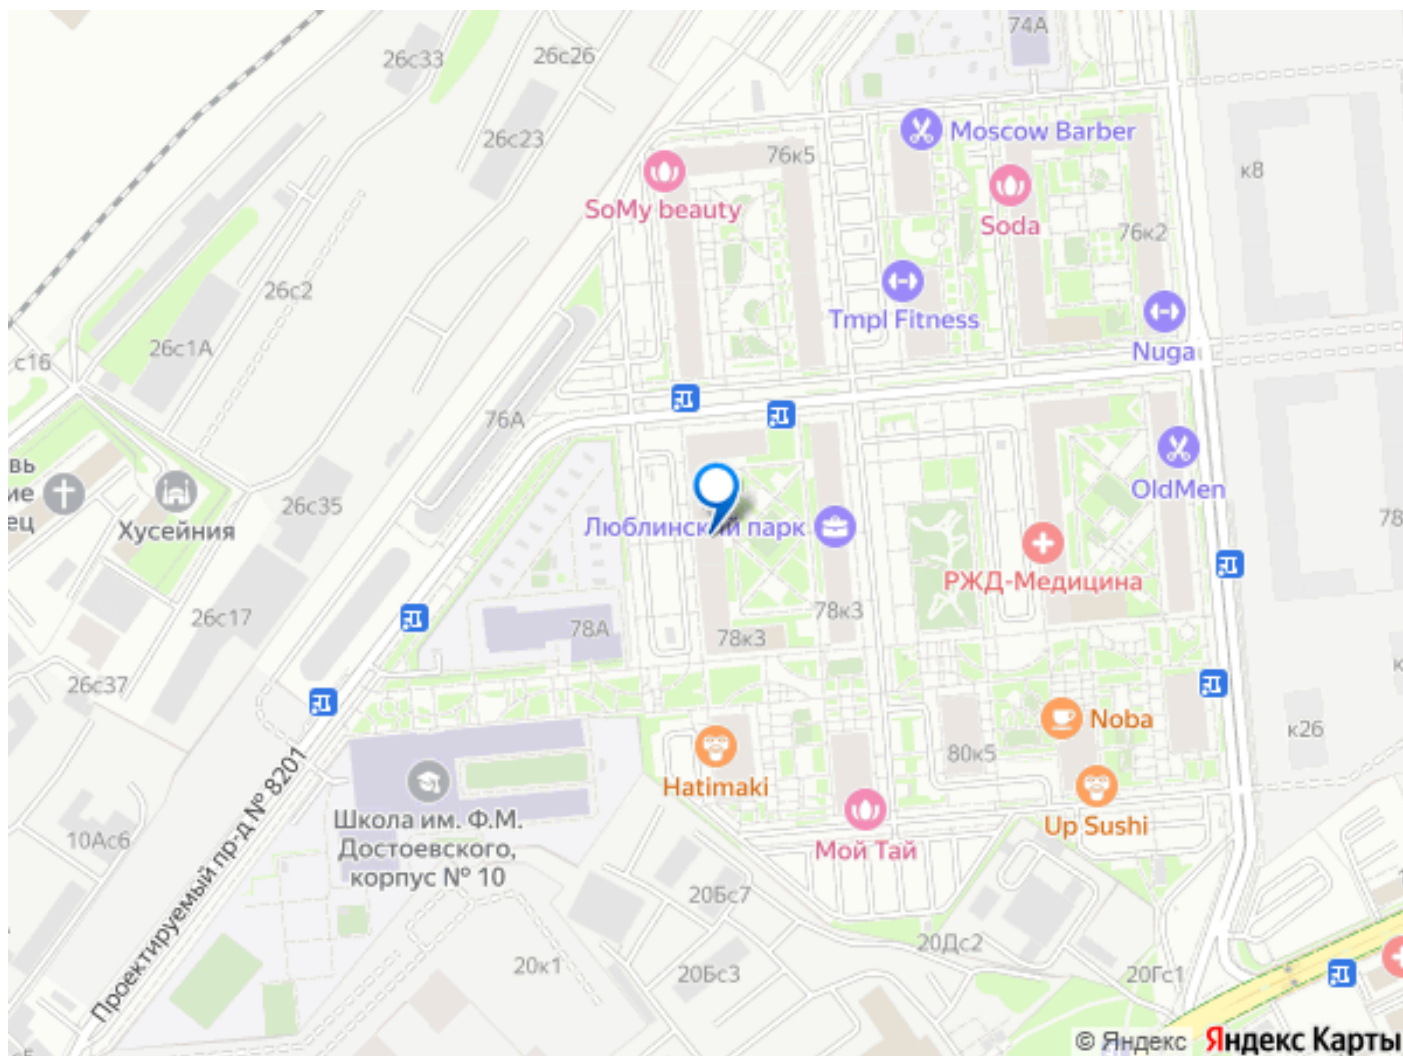 74А
26с33
26с26
Moscow Barber
26с23
76к5
к8
SoMy beauty
Soda
76к2
26с2
Tmpl Fitness
26с1А
с16
Nuga
76А
вь
ие
ец
OldMen
26с35
Хусейния
Люблинский парк
78
РЖД-Медицина
26с17
78А
78к3
78к3
26с37
к
Noba
к26
80к5
Hatimaki
Проектируемый пр-д № 8201
Школа им. Ф.М.
Достоевского,
корпус № 10
Up Sushi
10Ас6
Мой Тай
20Бс7
20Дс2
20к1
20Бс3
20Гс1
© Яндекс Яндекс Карты